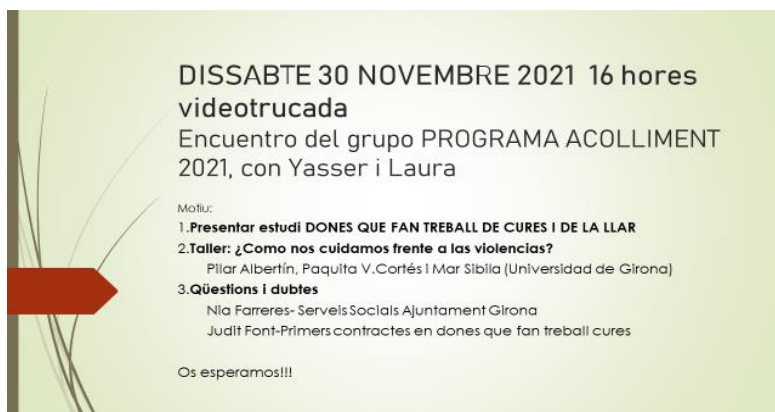 DISSABTE 30 NOVEMBRE 2021 16 hores
videotrucada
Encuentro del grupo PROGRAMA ACOLLIMENT
2021, con Yasser i Laura
Motiu:
1.Presentar estudi DONES QUE FAN TREBALL DE CURES I DE LA LLAR
2.Taller: ¿Como nos cuidamos frente a las violencias?
Pilar Albertín, Paquita V.Cortés i Mar Sibila (Universidad de Girona)
3.Qüestions i dubtes
Nia Farreres- Serveis Socials Ajuntament Girona
Judit Font-Primers contractes en dones que fan treball cures
Os esperamos!!!